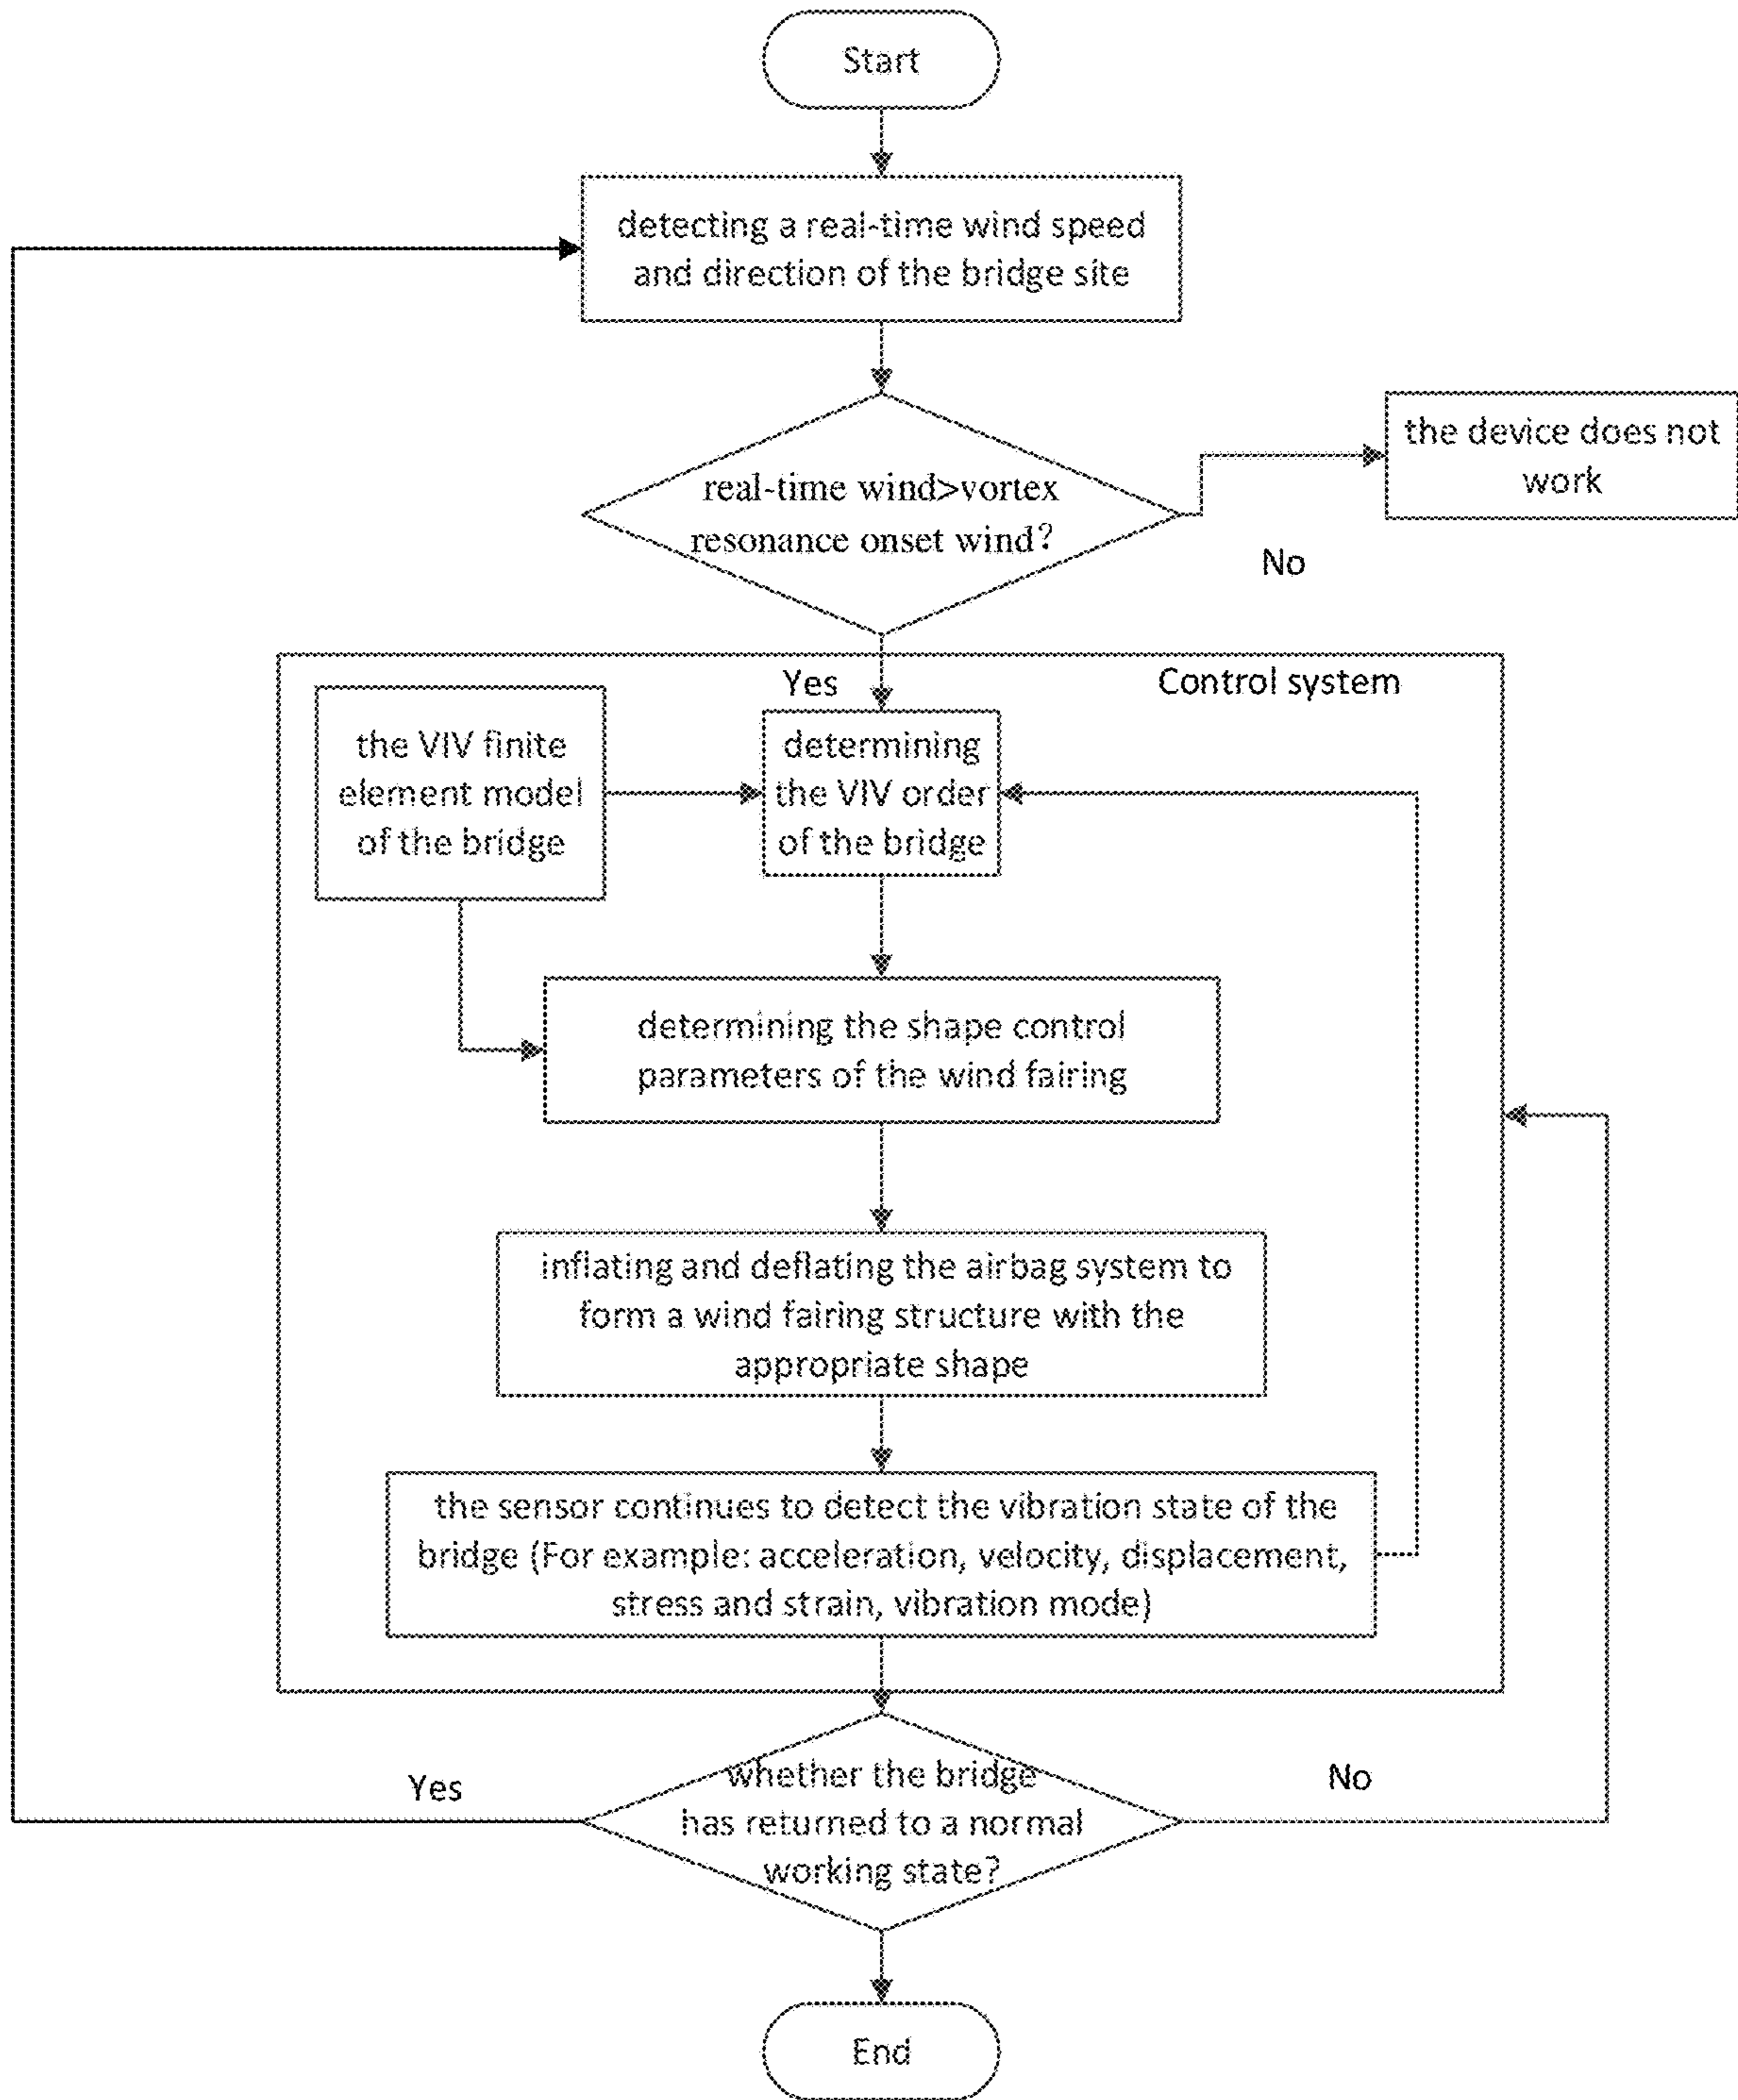 Start
detecting a real-time wind speed
and direction of the bridge site
the device does not
work
real-time wind>vortex
resonance onset wind?
No
Yes
Control system
the VIV finite
element model
of the bridge
determining
the VIV order
of the bridge
determining the shape control
parameters of the wind fairing
inflating and deflating the airbag system to
form a wind fairing structure with the
appropriate shape
the sensor continues to detect the vibration state of the
bridge (For example: acceleration, velocity, displacement,
stress and strain, vibration mode)
Yes
whether the bridge
has returned to a normal
working state?
No
End